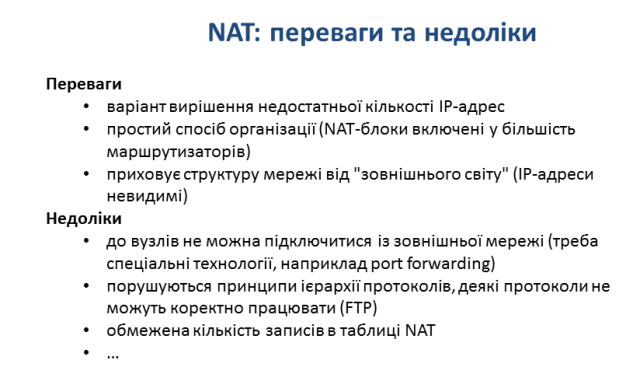 NAT: переваги та недоліки
Переваги
• варіант вирішення недостатньої кількості IP-адрес
• простий спосіб організації (NAT-блоки включені у більшість
маршрутизаторів)
• приховує структуру мережі від "зовнішнього світу" (IP-адреси
невидимі)
Недоліки
• до вузлів не можна підключитися із зовнішньої мережі (треба
спеціальні технології, наприклад port forwarding)
• порушуються принципи ієрархії протоколів, деякі протоколи не
можуть коректно працювати (FTP)
• обмежена кількість записів в таблиці NAT
• ...